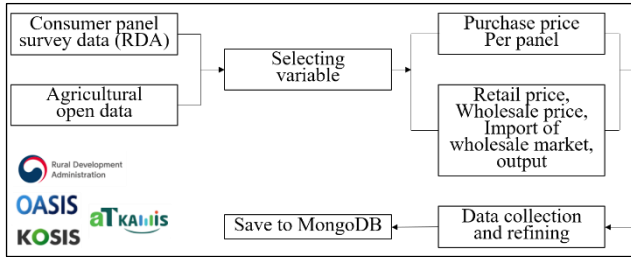 Consumer panel
survey data (RDA)
Agricultural
open data
Selecting
variable
Purchase price
Per panel
Retail price,
Wholesale price,
Import of
wholesale market,
output
Data collection
and refining
Save to MongoDB
Rural Development
Administration
OASIS
KOSIS
aT KAMIS